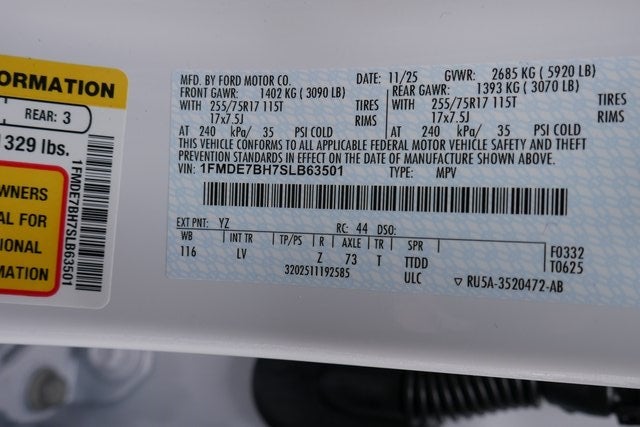 ORMATION
REAR: 3
1329 lbs.
WNERS
AL FOR
IONAL
MATION
1FMDE7BH7SLB63501
MFD. BY FORD MOTOR CO. DATE: 11/25 GVWR: 2685 KG ( 5920 LB)
FRONT GAWR: 1402 KG ( 3090 LB) REAR GAWR: 1393 KG ( 3070 LB)
WITH 255/75R17 115T TIRES WITH 255/75R17 115T TIRES
17x7.5J RIMS 17x7.5J RIMS
AT 240 kPa/ 35 PSI COLD AT 240 kPa/ 35 PSI COLD
THIS VEHICLE CONFORMS TO ALL APPLICABLE FEDERAL MOTOR VEHICLE SAFETY AND THEFT
PREVENTION STANDARDS IN EFFECT ON THE DATE OF MANUFACTURE SHOWN ABOVE.
VIN: 1FMDE7BH7SLB63501 TYPE: MPV
EXT PNT: YZ RC: 44 DSO:
WB INT TR TP/PS R AXLE TR SPR F0332
116 LV Z 73 T TTDD T0625
3202511192585 ULC RU5A-3520472-AB